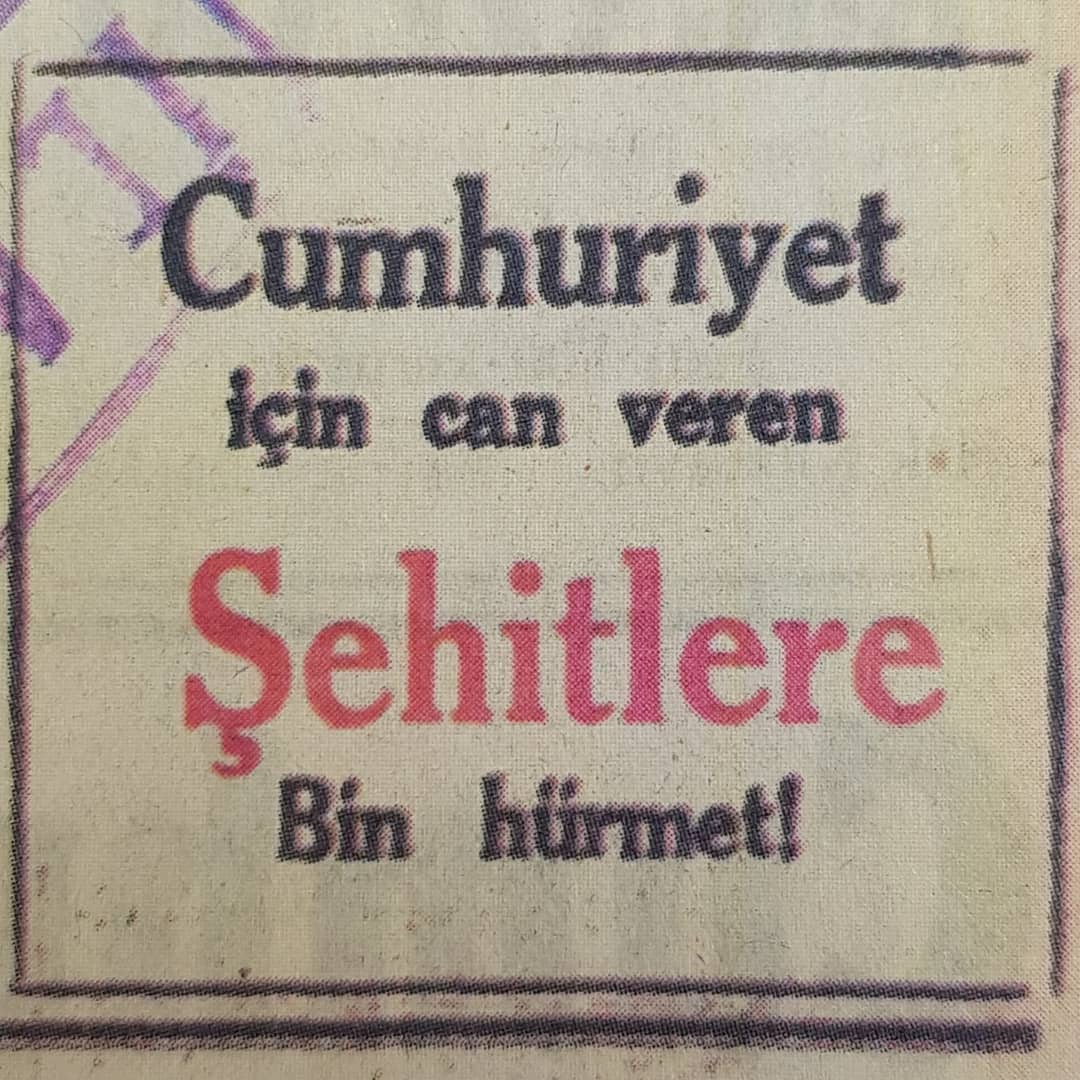 Cumhuriyet
için can veren
Şehitlere
Bin hürmet!